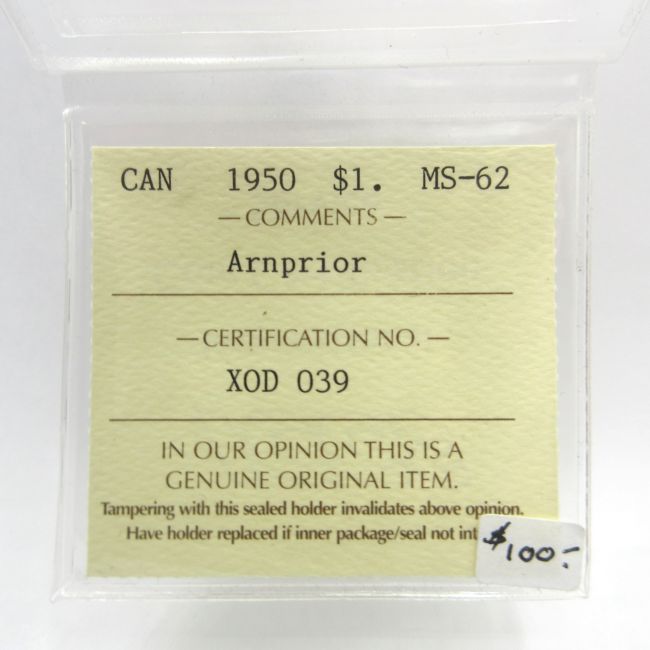 CAN 1950 $1. MS-62
— COMMENTS —
Arnprior
— CERTIFICATION NO. —
XOD 039
IN OUR OPINION THIS IS A
GENUINE ORIGINAL ITEM.
Tampering with this sealed holder invalidates above opinion.
Have holder replaced if inner package/seal not int
$100.-